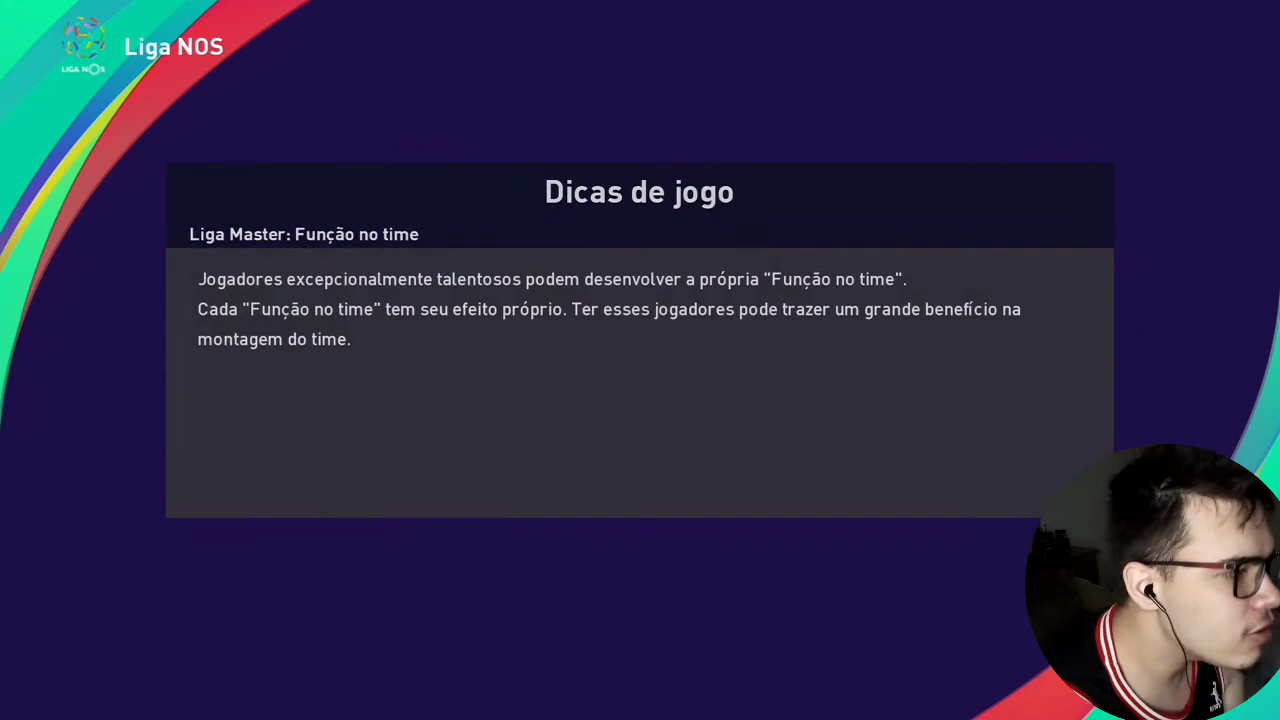 Liga NOS
LIGA NOS
Dicas de jogo
Liga Master: Função no time
Jogadores excepcionalmente talentosos podem desenvolver a própria "Função no time".
Cada "Função no time" tem seu efeito próprio. Ter esses jogadores pode trazer um grande benefício na
montagem do time.